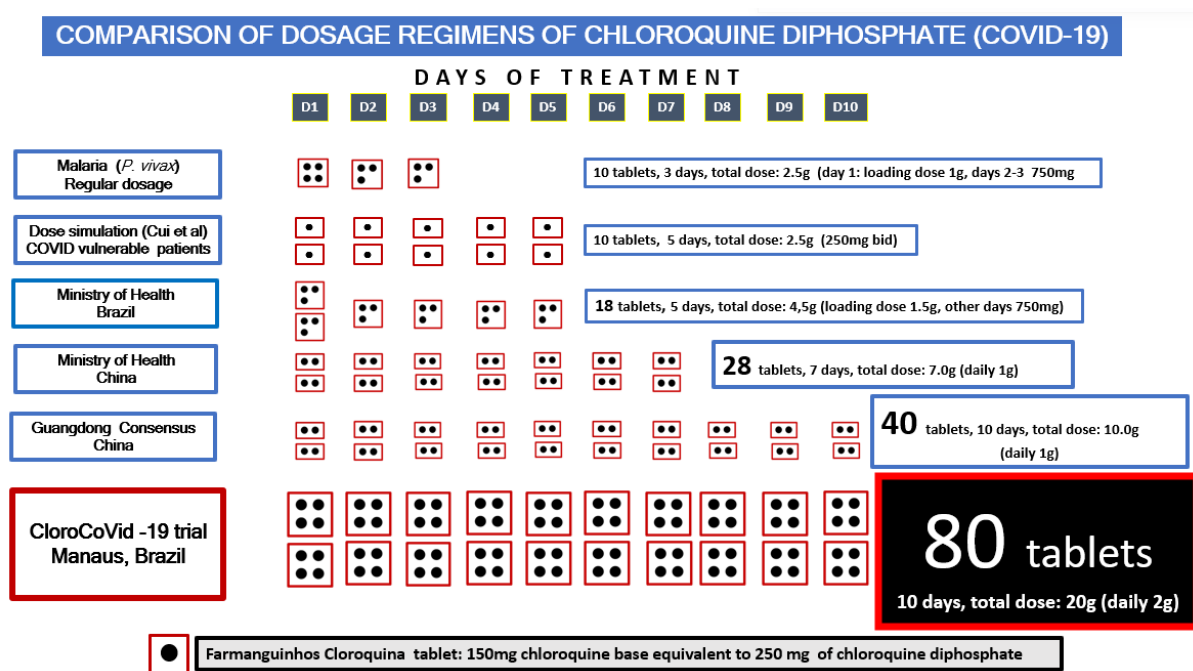 COMPARISON OF DOSAGE REGIMENS OF CHLOROQUINE DIPHOSPHATE (COVID-19)
DAYS OF TREATMENT
D1 D2 D3 D4 D5 D6 D7 D8 D9 D10
Malaria (P. vivax)
Regular dosage
10 tablets, 3 days, total dose: 2.5g (day 1: loading dose 1g, days 2-3 750mg
Dose simulation (Cui et al)
COVID vulnerable patients
10 tablets, 5 days, total dose: 2.5g (250mg bid)
Ministry of Health
Brazil
18 tablets, 5 days, total dose: 4,5g (loading dose 1.5g, other days 750mg)
Ministry of Health
China
28 tablets, 7 days, total dose: 7.0g (daily 1g)
Guangdong Consensus
China
40 tablets, 10 days, total dose: 10.0g
(daily 1g)
CloroCoVid -19 trial
Manaus, Brazil
80 tablets
10 days, total dose: 20g (daily 2g)
Farmanguinhos Cloroquina tablet: 150mg chloroquine base equivalent to 250 mg of chloroquine diphosphate